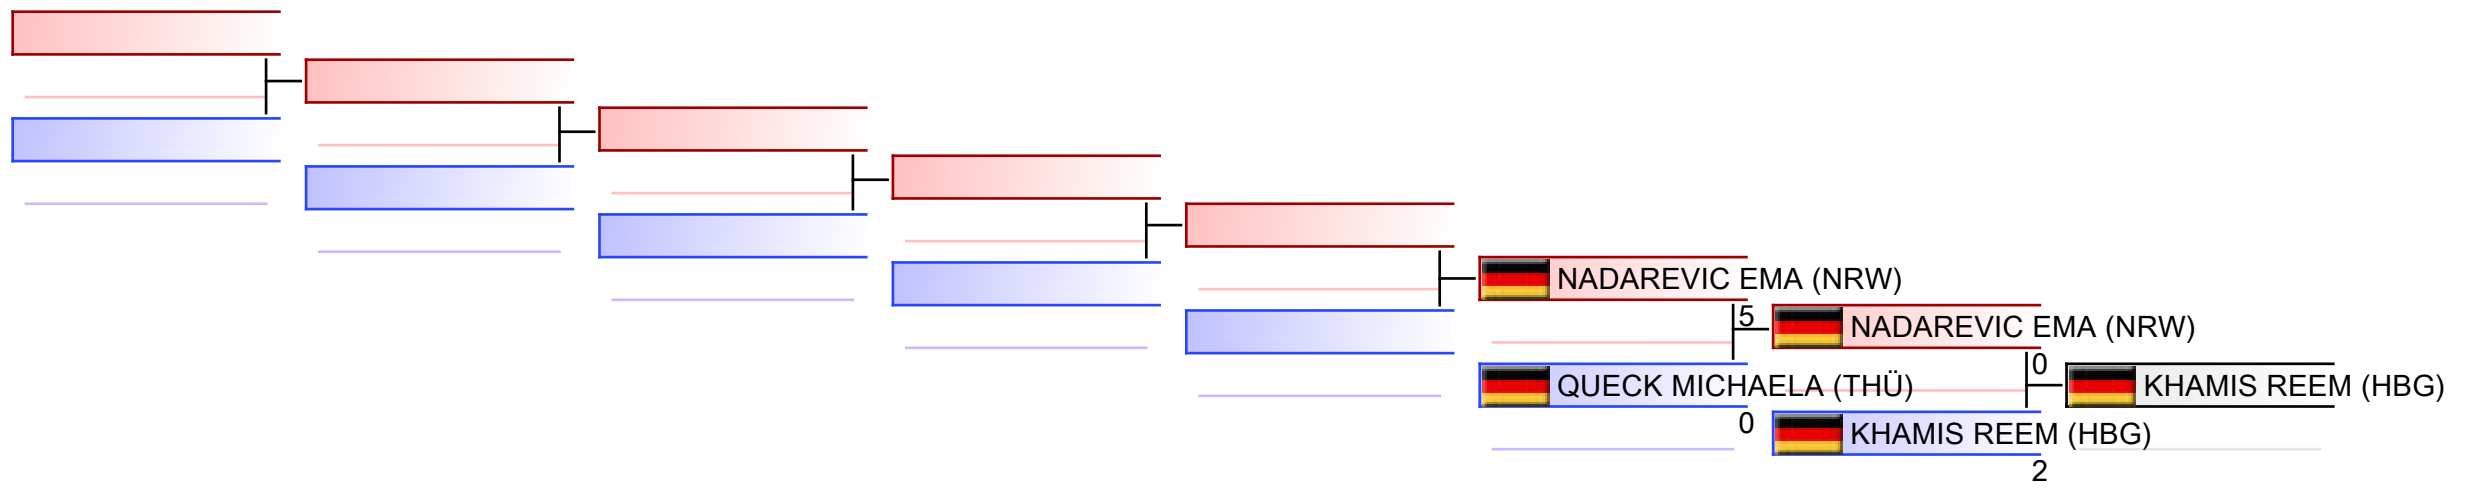 NADAREVIC EMA (NRW)
5
NADAREVIC EMA (NRW)
0
QUECK MICHAELA (THÜ)
KHAMIS REEM (HBG)
0
KHAMIS REEM (HBG)
2